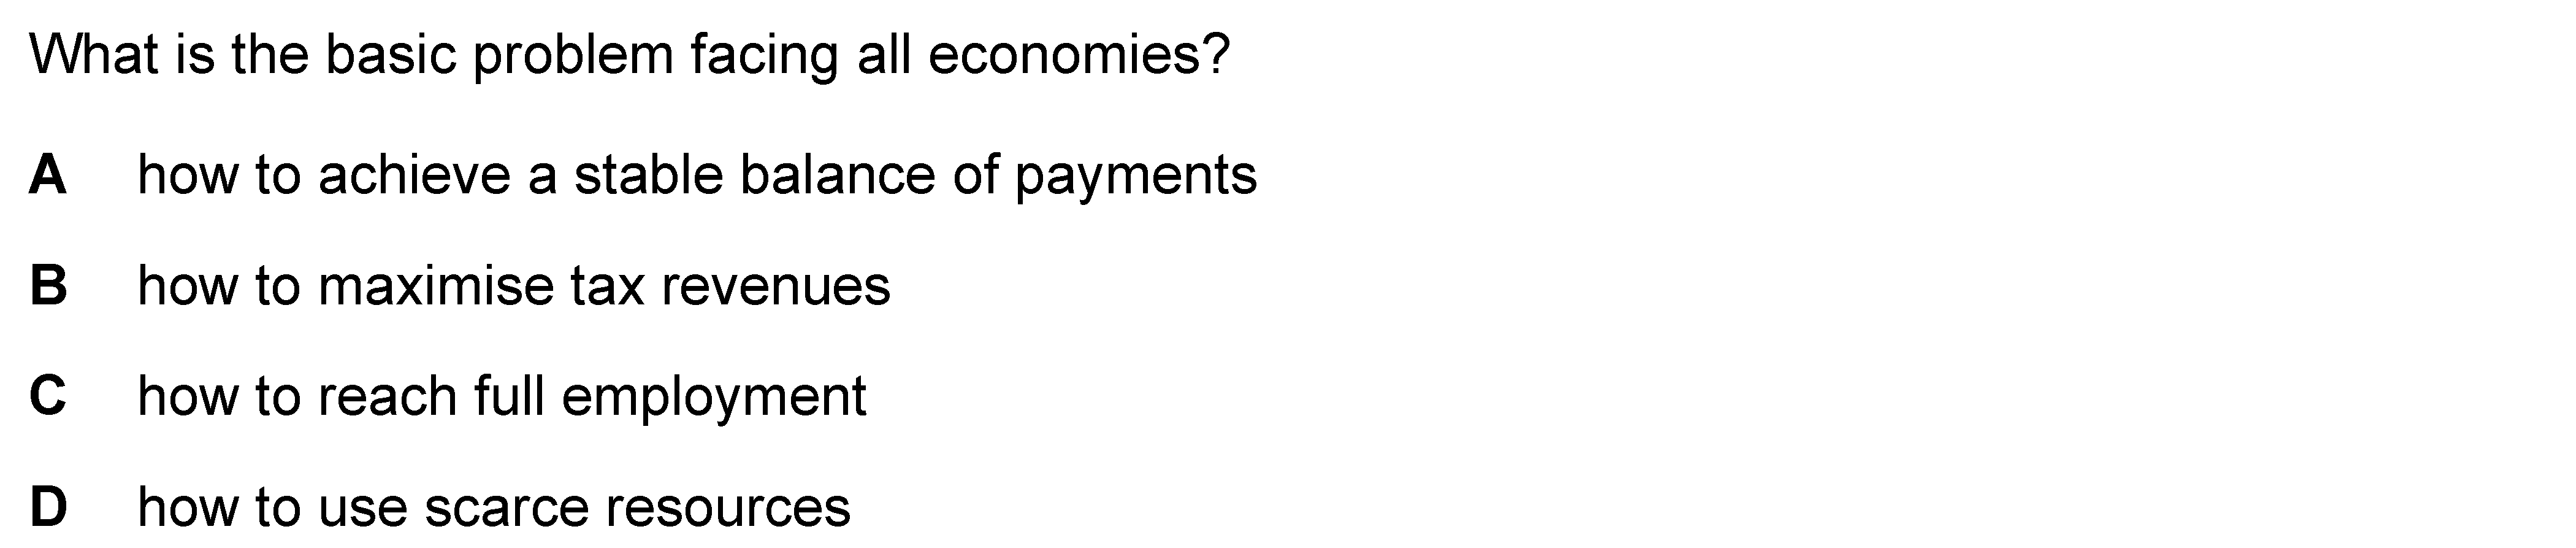 What is the basic problem facing all economies?
A how to achieve a stable balance of payments
B how to maximise tax revenues
C how to reach full employment
D how to use scarce resources